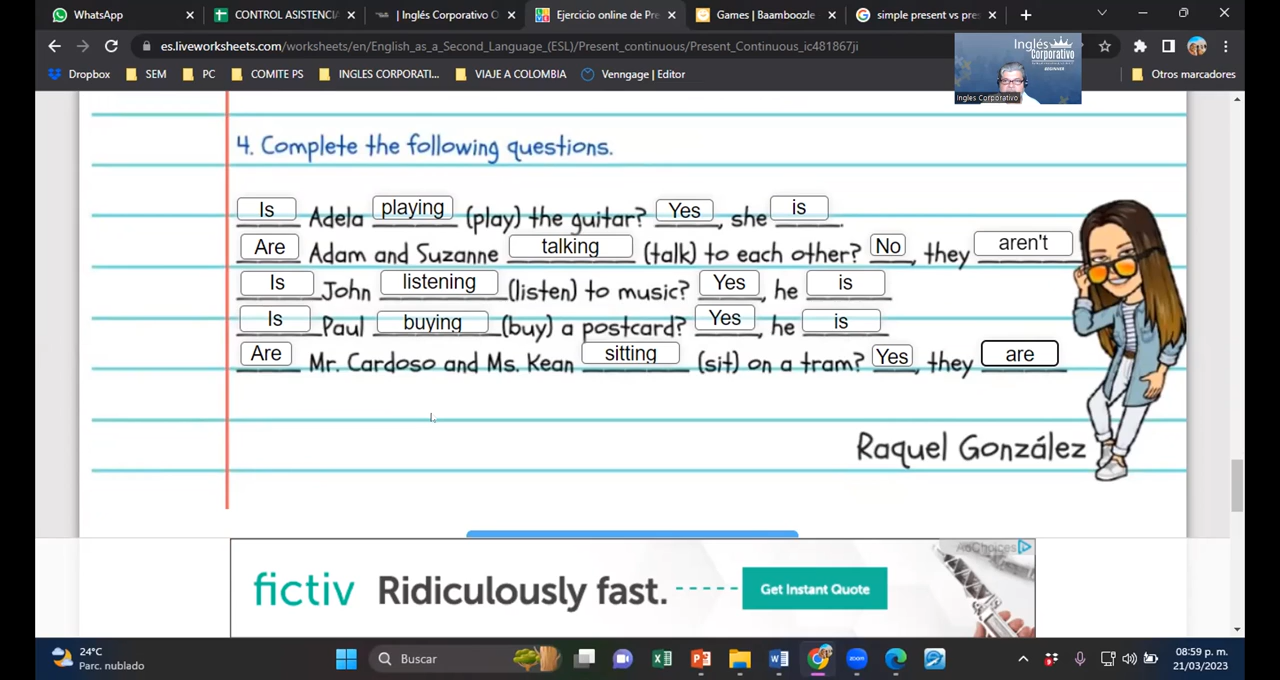 WhatsApp
CONTROL ASISTENCIA
| Inglés Corporativo O
Ejercicio online de Pre
Games | Baamboozle
simple present vs pres
es.liveworksheets.com/worksheets/en/English_as_a_Second_Language_(ESL)/Present_continuous/Present_Continuous_ic481867ji
Dropbox SEM PC COMITE PS INGLES CORPORATI... VIAJE A COLOMBIA Venngage | Editor Otros marcadores
Inglés
Corporativo
Ingles Corporativo
4. Complete the following questions.
Is Adela playing (play) the guitar? Yes, she is.
Are Adam and Suzanne talking (talk) to each other? No, they aren't
Is John listening (listen) to music? Yes, he is
Is Paul buying (buy) a postcard? Yes, he is
Are Mr. Cardoso and Ms. Kean sitting (sit) on a tram? Yes, they are
Raquel González
AdChoices
fictiv Ridiculously fast. Get Instant Quote
24°C
Parc. nublado
Buscar
08:59 p. m.
21/03/2023